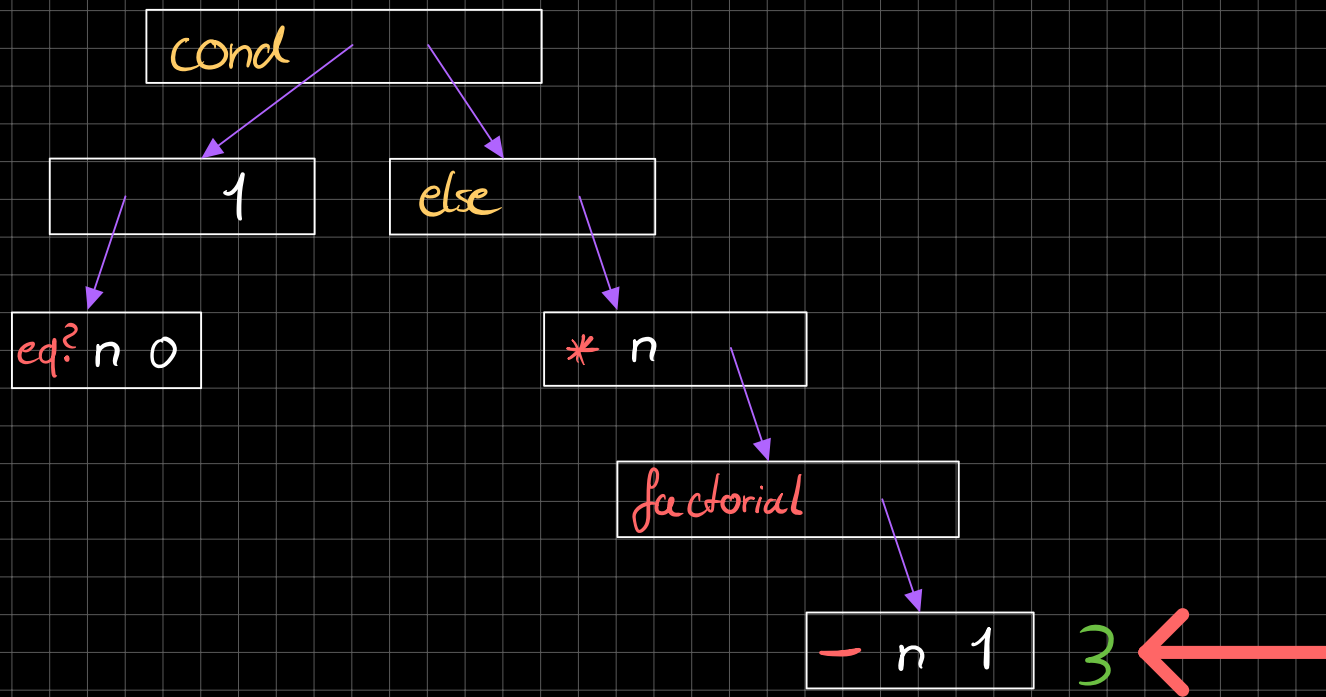 cond
1
else
eq? n 0
* n
factorial
- n 1
3